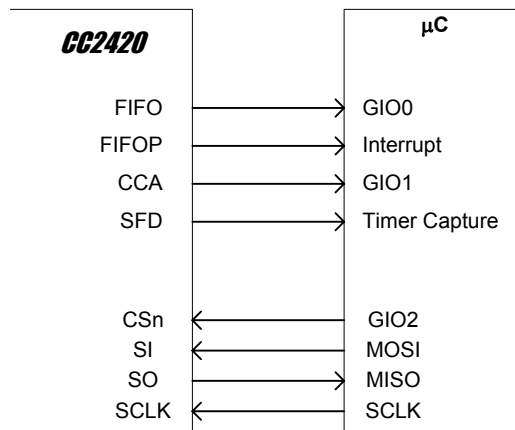 CC2420 μC
FIFO GIO0
FIFOP Interrupt
CCA GIO1
SFD Timer Capture
CSn GIO2
SI MOSI
SO MISO
SCLK SCLK